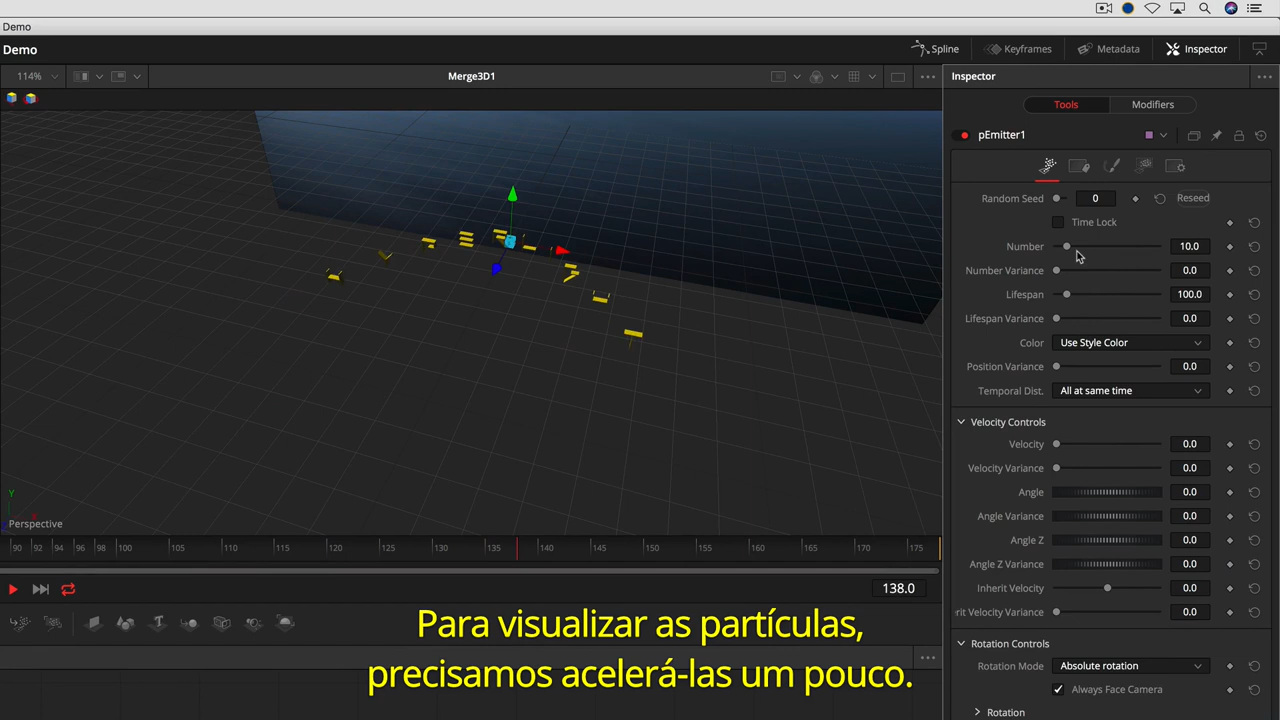 Demo
Demo
Spline
Keyframes
Metadata
Inspector
114%
Merge3D1
Inspector
Tools
Modifiers
pEmitter1
Random Seed 0 Reseed
Time Lock
Number 10.0
Number Variance 0.0
Lifespan 100.0
Lifespan Variance 0.0
Color Use Style Color
Position Variance 0.0
Temporal Dist. All at same time
Velocity Controls
Velocity 0.0
Velocity Variance 0.0
Angle 0.0
Angle Variance 0.0
Angle Z 0.0
Angle Z Variance 0.0
Inherit Velocity 0.0
erit Velocity Variance 0.0
Rotation Controls
Rotation Mode Absolute rotation
Always Face Camera
Rotation
Y
Perspective
90 92 94 96 98 100 105 110 115 120 125 130 135 140 145 150 155 160 165 170 175
138.0
Para visualizar as partículas,
precisamos acelerá-las um pouco.